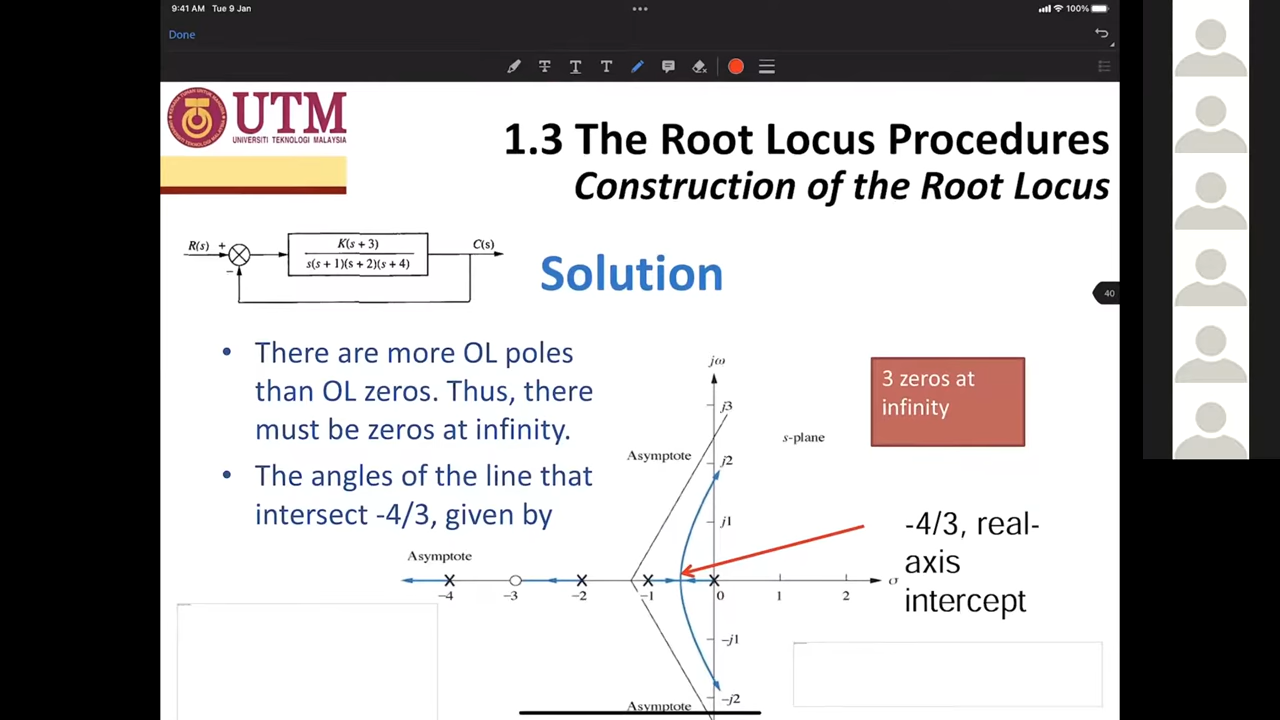 9:41 AM Tue 9 Jan
100%
Done
UTM
UNIVERSITI TEKNOLOGI MALAYSIA
1.3 The Root Locus Procedures
Construction of the Root Locus
R(s) +
−
K(s + 3)
s(s + 1)(s + 2)(s + 4)
C(s)
Solution
40
• There are more OL poles
than OL zeros. Thus, there
must be zeros at infinity.
• The angles of the line that
intersect -4/3, given by
jω
j3
s-plane
Asymptote
j2
j1
Asymptote
−4 −3 −2 −1 0 1 2
σ
−j1
−j2
Asymptote
3 zeros at
infinity
-4/3, real-
axis
intercept